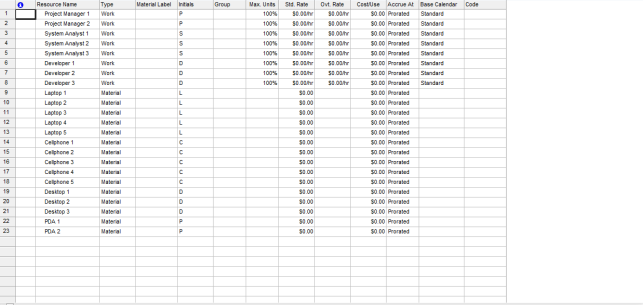 Resource Name Type Material Label Initials Group Max. Units Std. Rate Ovt. Rate Cost/Use Accrue At Base Calendar Code
1 Project Manager 1 Work P 100% $0.00/hr $0.00/hr $0.00 Prorated Standard
2 Project Manager 2 Work P 100% $0.00/hr $0.00/hr $0.00 Prorated Standard
3 System Analyst 1 Work S 100% $0.00/hr $0.00/hr $0.00 Prorated Standard
4 System Analyst 2 Work S 100% $0.00/hr $0.00/hr $0.00 Prorated Standard
5 System Analyst 3 Work S 100% $0.00/hr $0.00/hr $0.00 Prorated Standard
6 Developer 1 Work D 100% $0.00/hr $0.00/hr $0.00 Prorated Standard
7 Developer 2 Work D 100% $0.00/hr $0.00/hr $0.00 Prorated Standard
8 Developer 3 Work D 100% $0.00/hr $0.00/hr $0.00 Prorated Standard
9 Laptop 1 Material L $0.00 $0.00 Prorated
10 Laptop 2 Material L $0.00 $0.00 Prorated
11 Laptop 3 Material L $0.00 $0.00 Prorated
12 Laptop 4 Material L $0.00 $0.00 Prorated
13 Laptop 5 Material L $0.00 $0.00 Prorated
14 Cellphone 1 Material C $0.00 $0.00 Prorated
15 Cellphone 2 Material C $0.00 $0.00 Prorated
16 Cellphone 3 Material C $0.00 $0.00 Prorated
17 Cellphone 4 Material C $0.00 $0.00 Prorated
18 Cellphone 5 Material C $0.00 $0.00 Prorated
19 Desktop 1 Material D $0.00 $0.00 Prorated
20 Desktop 2 Material D $0.00 $0.00 Prorated
21 Desktop 3 Material D $0.00 $0.00 Prorated
22 PDA 1 Material P $0.00 $0.00 Prorated
23 PDA 2 Material P $0.00 $0.00 Prorated